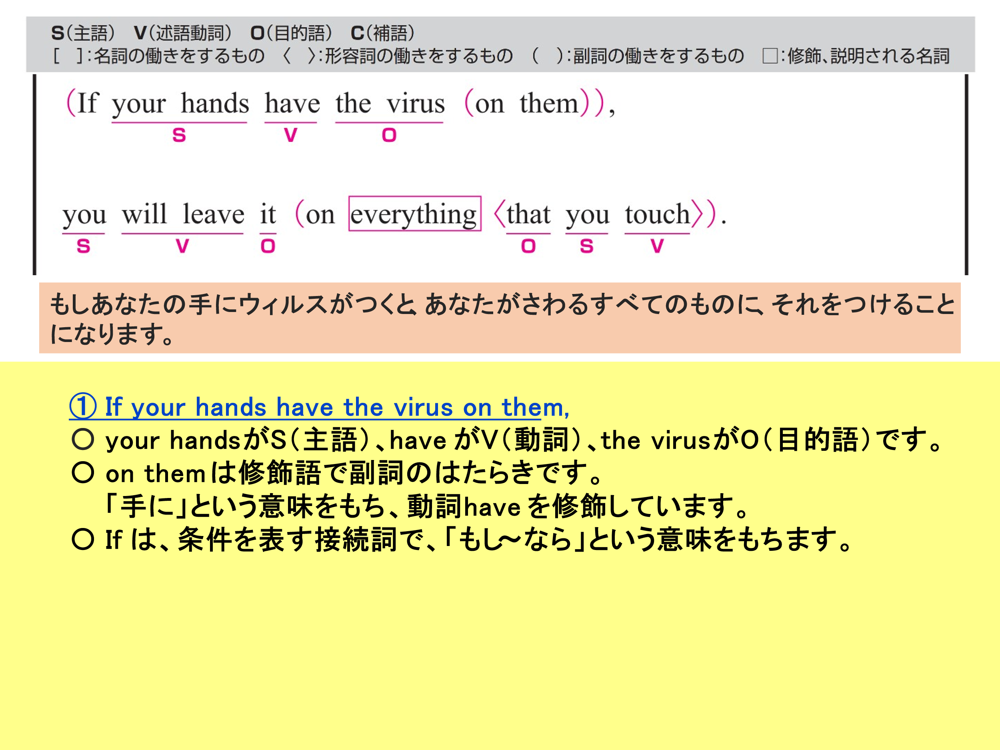 S(主語) V(述語動詞) O(目的語) C(補語)
[ ]:名詞の働きをするもの 〈 〉:形容詞の働きをするもの ( ):副詞の働きをするもの □:修飾、説明される名詞
(If your hands have the virus (on them)),
S V O
you will leave it (on everything 〈that you touch〉).
S V O O S V
もしあなたの手にウィルスがつくと、あなたがさわるすべてのものに、それをつけること
になります。
① If your hands have the virus on them,
○ your handsがS(主語)、haveがV(動詞)、the virusがO(目的語)です。
○ on themは修飾語で副詞のはたらきです。
「手に」という意味をもち、動詞haveを修飾しています。
○ Ifは、条件を表す接続詞で、「もし～なら」という意味をもちます。